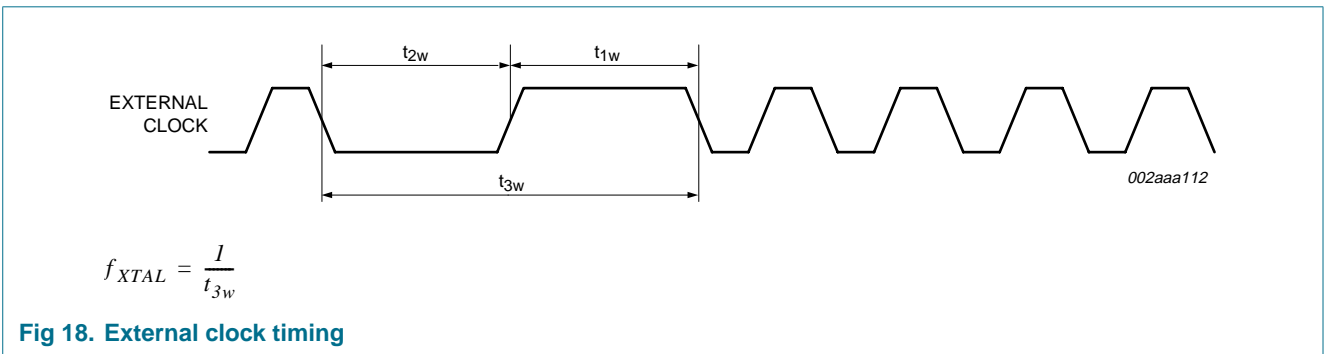 t2w
t1w
EXTERNAL
CLOCK
t3w
002aaa112
fXTAL = 1/t3w
Fig 18. External clock timing